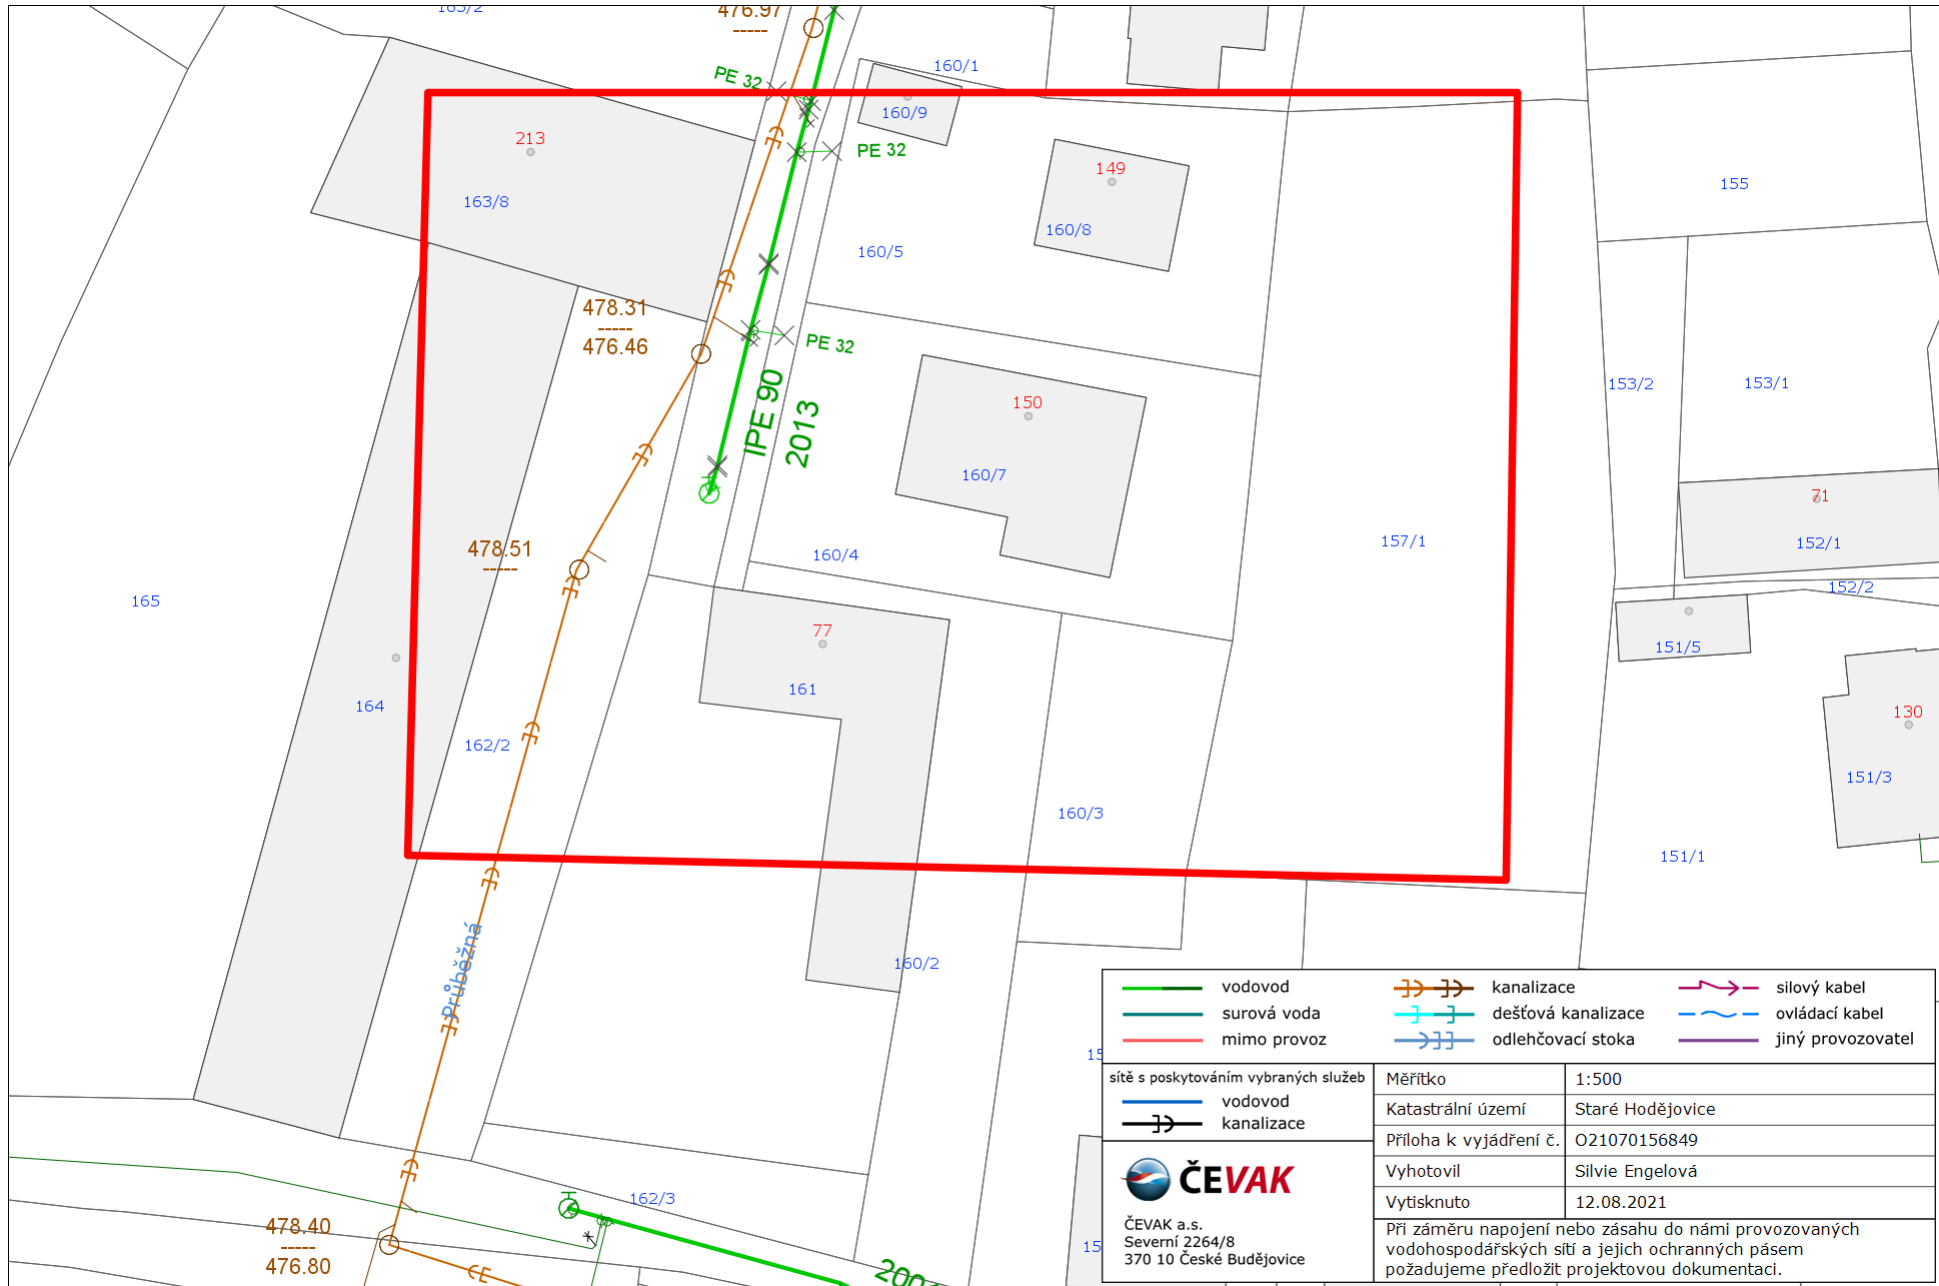 163/2
476.97
-----
160/1
PE 32
160/9
213
PE 32
149
163/8
155
160/8
160/5
478.31
-----
476.46
PE 32
IPE 90
2013
153/2
153/1
150
160/7
71
478.51
-----
160/4
157/1
152/1
152/2
165
77
151/5
161
164
130
162/2
151/3
160/3
151/1
Průběžná
160/2
162/3
478.40
-----
476.80
vodovod
surová voda
mimo provoz
kanalizace
dešťová kanalizace
odlehčovací stoka
silový kabel
ovládací kabel
jiný provozovatel
sítě s poskytováním vybraných služeb
vodovod
kanalizace
Měřítko 1:500
Katastrální území Staré Hodějovice
Příloha k vyjádření č. O21070156849
Vyhotovil Silvie Engelová
Vytisknuto 12.08.2021
ČEVAK
ČEVAK a.s.
Severní 2264/8
370 10 České Budějovice
Při záměru napojení nebo zásahu do námi provozovaných
vodohospodářských sítí a jejich ochranných pásem
požadujeme předložit projektovou dokumentaci.